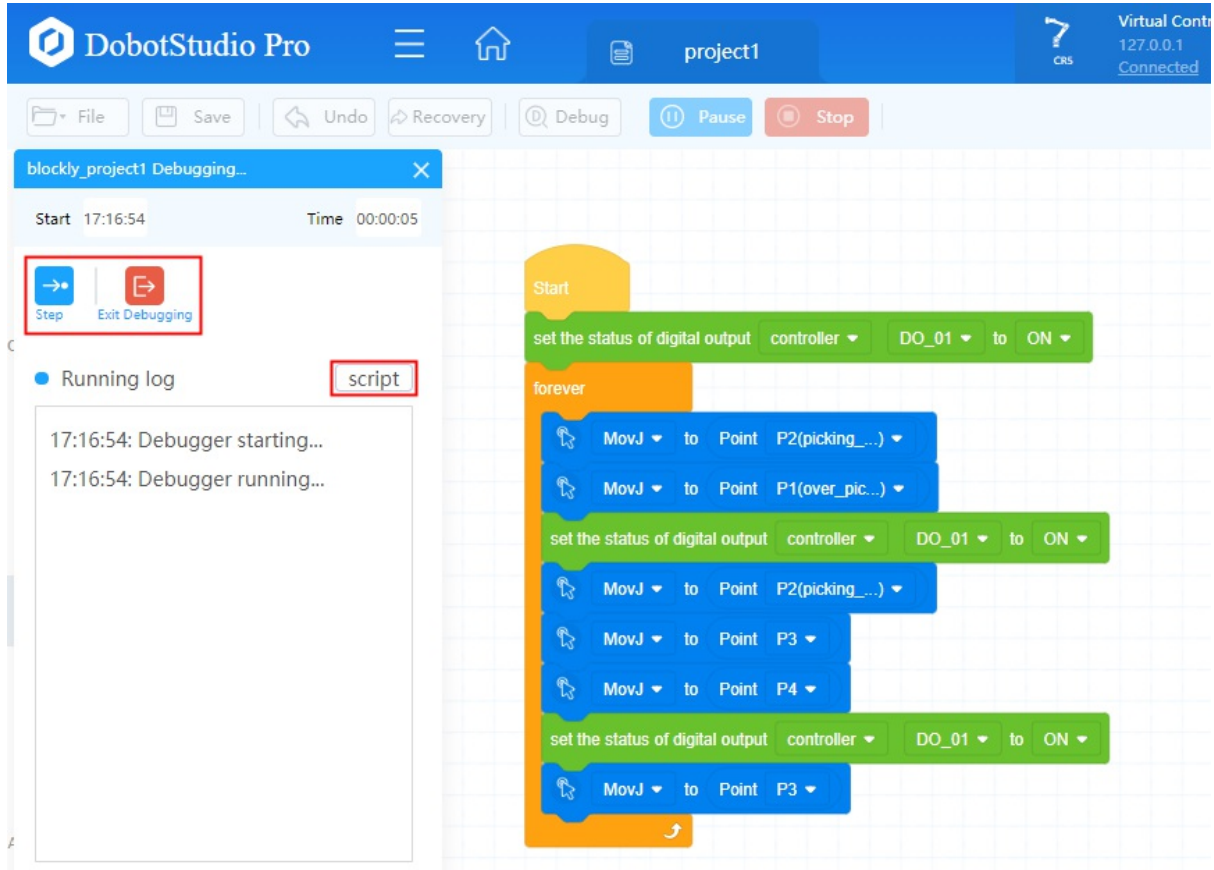 DobotStudio Pro
project1
CR5
Virtual Contr
127.0.0.1
Connected
File Save Undo Recovery Debug Pause Stop
blockly_project1 Debugging...
Start 17:16:54 Time 00:00:05
Step Exit Debugging
Running log script
17:16:54: Debugger starting...
17:16:54: Debugger running...
Start
set the status of digital output controller DO_01 to ON
forever
MovJ to Point P2(picking_...)
MovJ to Point P1(over_pic...)
set the status of digital output controller DO_01 to ON
MovJ to Point P2(picking_...)
MovJ to Point P3
MovJ to Point P4
set the status of digital output controller DO_01 to ON
MovJ to Point P3